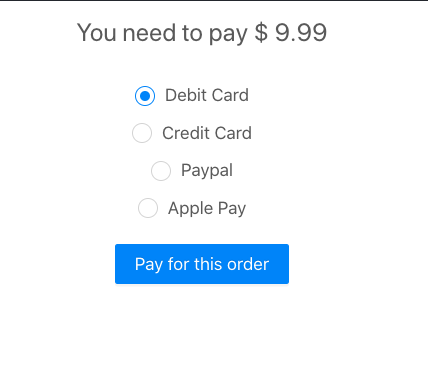 You need to pay $ 9.99
Debit Card
Credit Card
Paypal
Apple Pay
Pay for this order